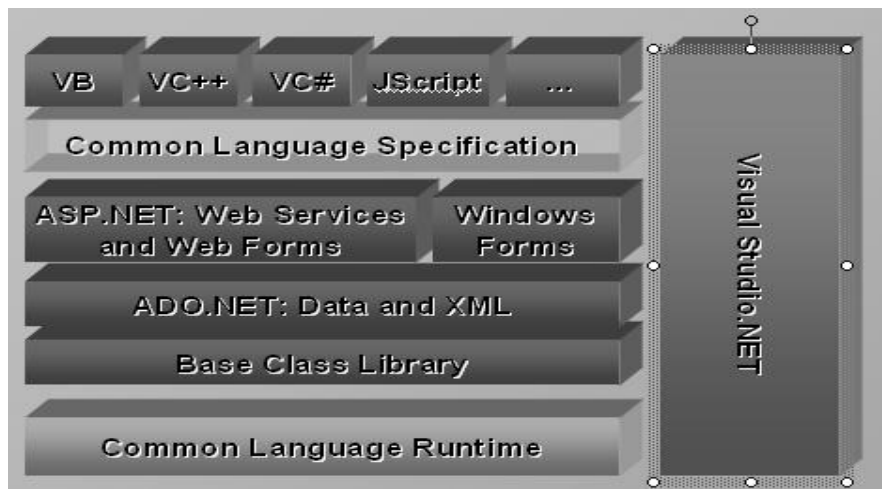 VB VC++ VC# JScript ...
Common Language Specification
ASP.NET: Web Services
and Web Forms
Windows
Forms
ADO.NET: Data and XML
Base Class Library
Common Language Runtime
Visual Studio.NET